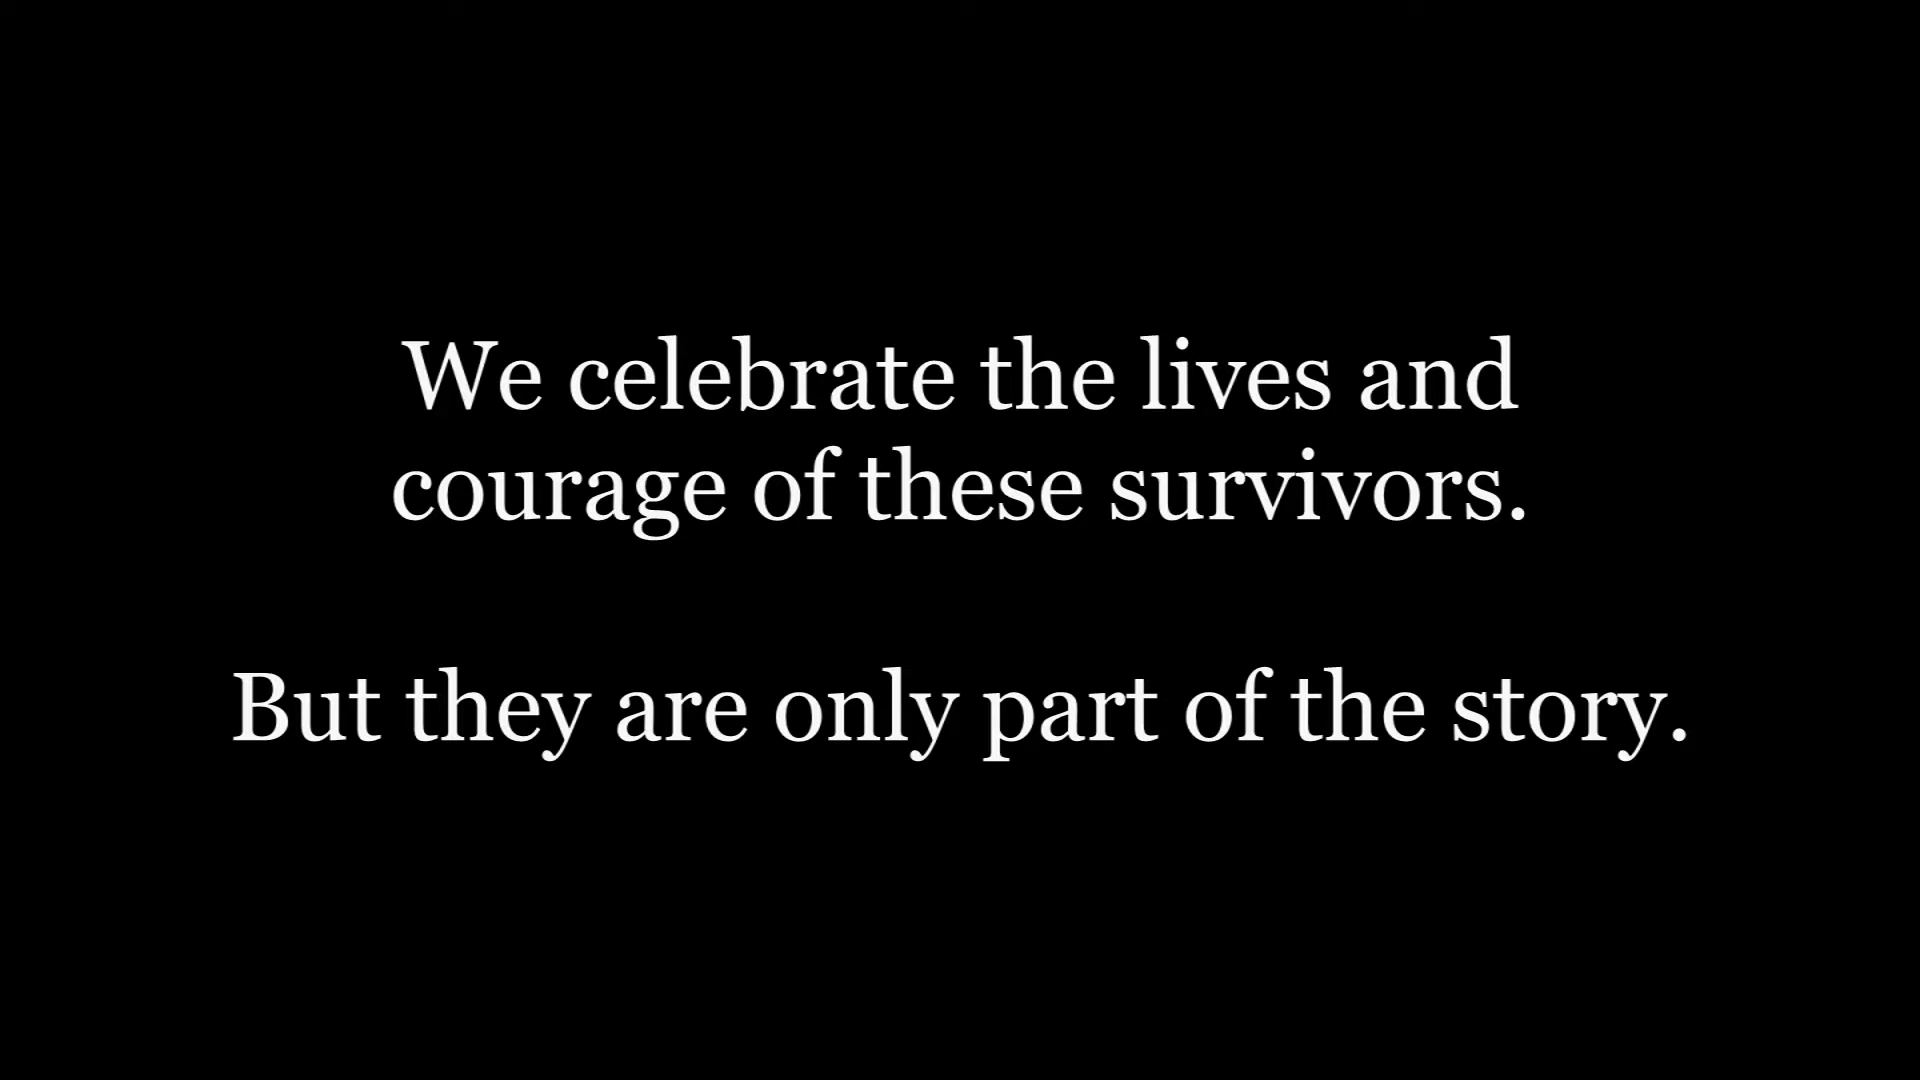 We celebrate the lives and
courage of these survivors.
But they are only part of the story.